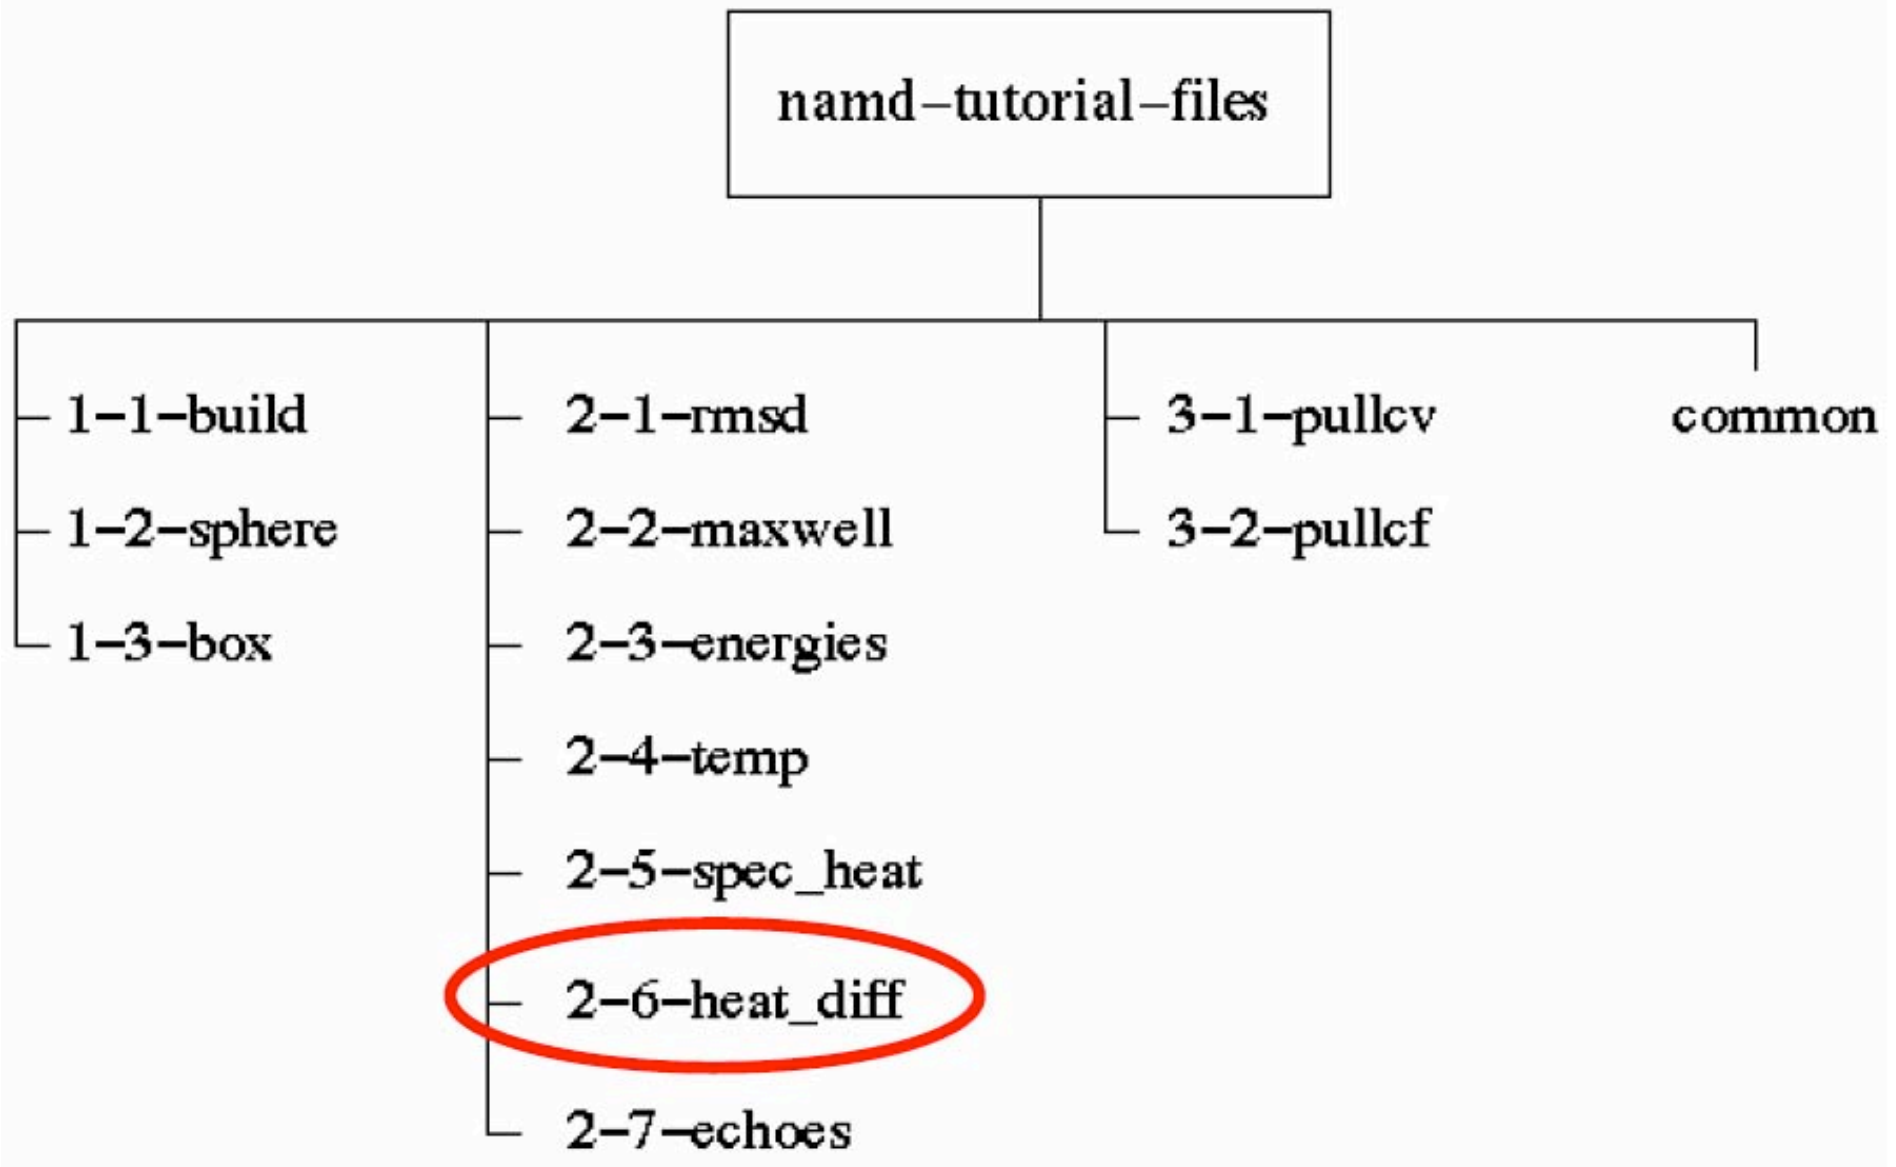 namd-tutorial-files
1-1-build
1-2-sphere
1-3-box
2-1-rmsd
2-2-maxwell
2-3-energies
2-4-temp
2-5-spec_heat
2-6-heat_diff
2-7-echoes
3-1-pullcv
3-2-pullcf
common